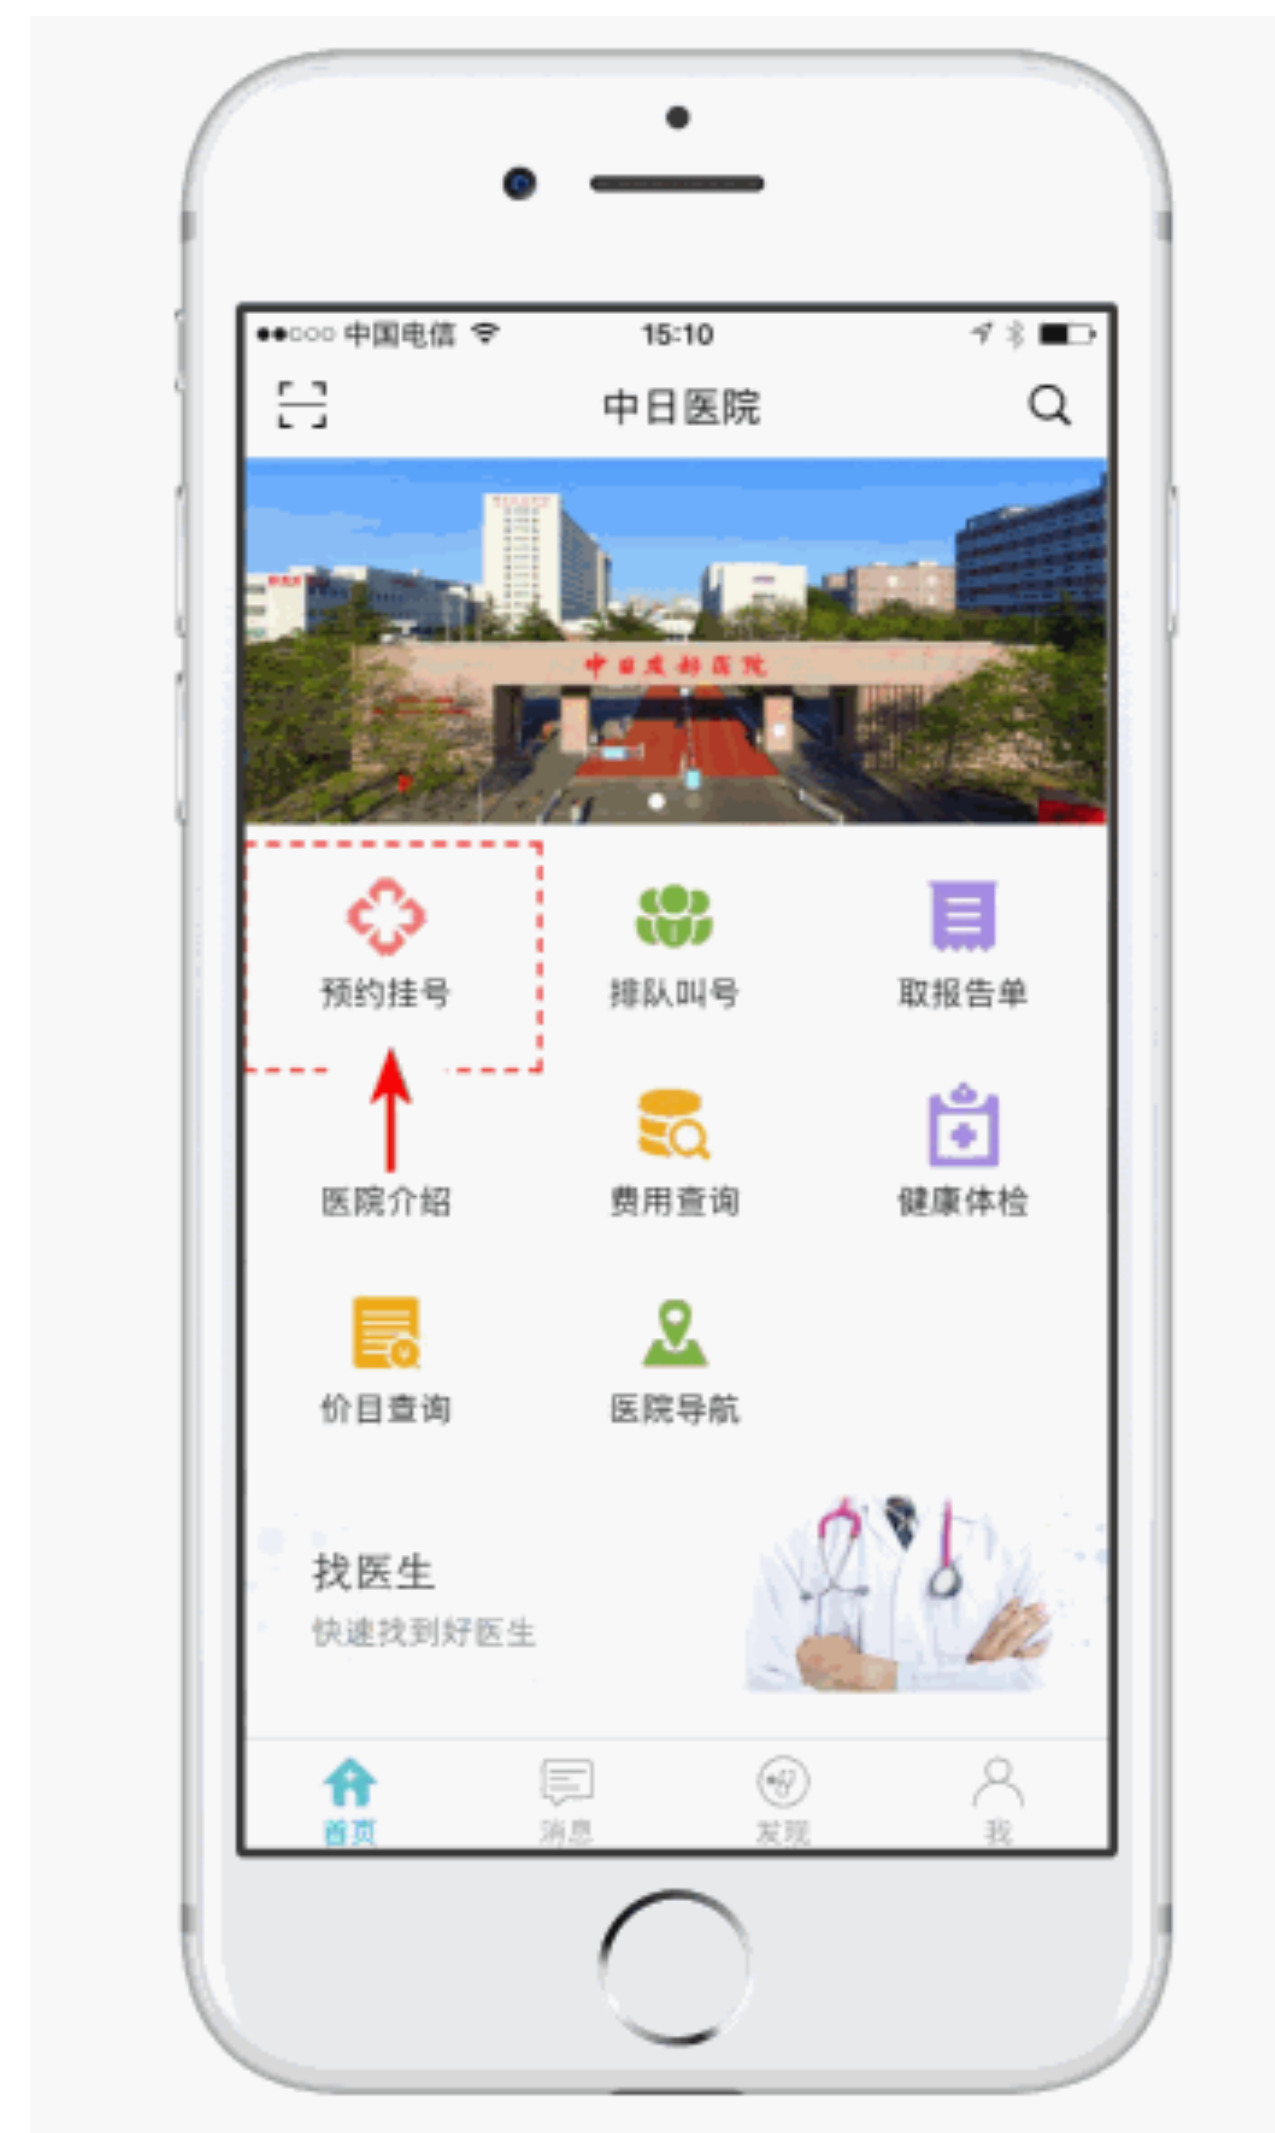 中国电信
15:10
中日医院
中日友好医院
预约挂号
排队叫号
取报告单
医院介绍
费用查询
健康体检
价目查询
医院导航
找医生
快速找到好医生
首页
消息
发现
我